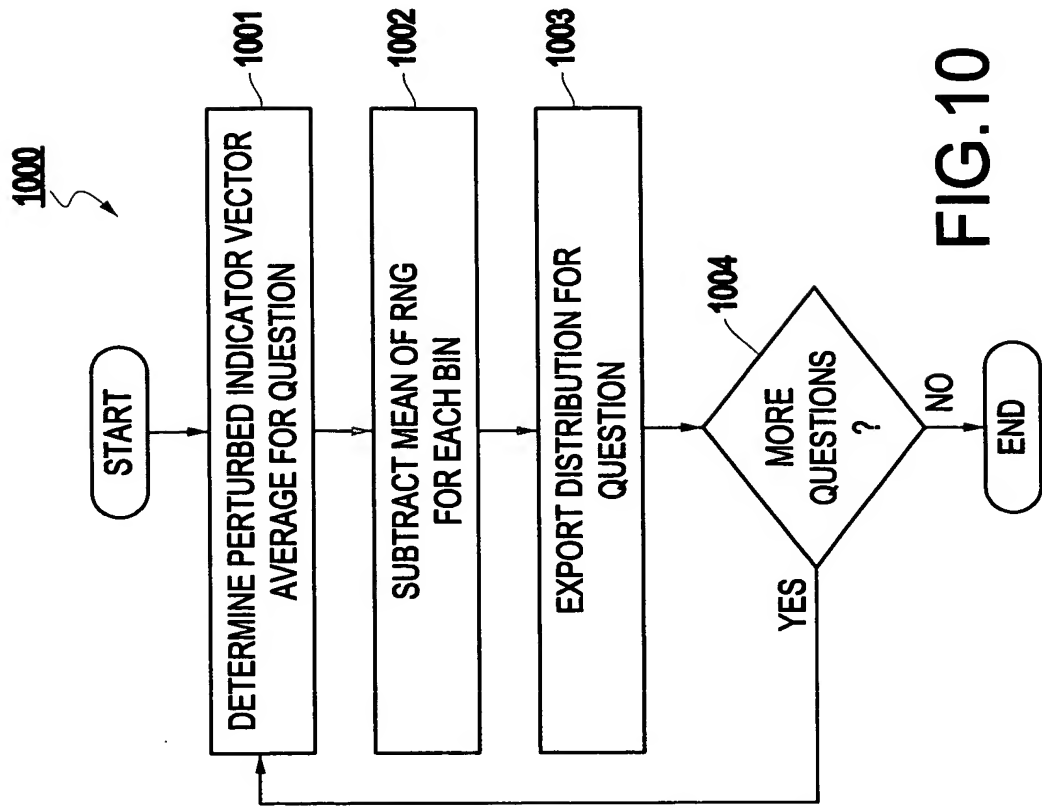 1000
START
DETERMINE PERTURBED INDICATOR VECTOR
AVERAGE FOR QUESTION
1001
SUBTRACT MEAN OF RNG
FOR EACH BIN
1002
EXPORT DISTRIBUTION FOR
QUESTION
1003
MORE
QUESTIONS
?
1004
YES
NO
END
FIG.10